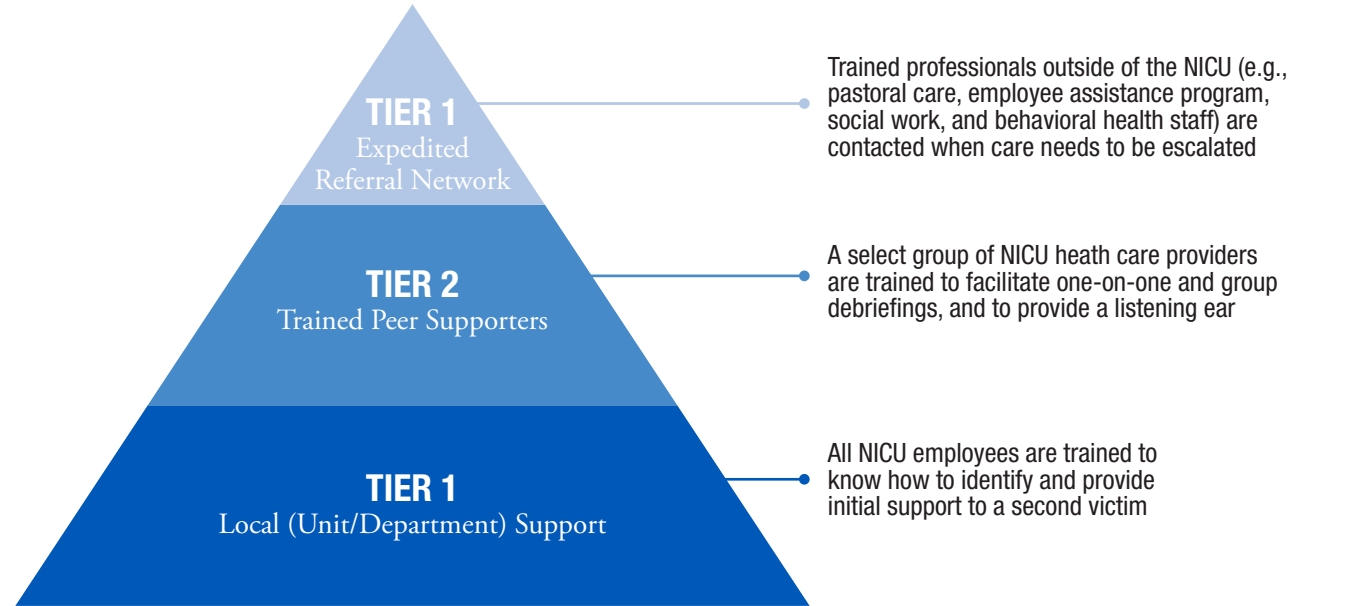 TIER 1
Expedited
Referral Network
Trained professionals outside of the NICU (e.g.,
pastoral care, employee assistance program,
social work, and behavioral health staff) are
contacted when care needs to be escalated
TIER 2
Trained Peer Supporters
A select group of NICU heath care providers
are trained to facilitate one-on-one and group
debriefings, and to provide a listening ear
TIER 1
Local (Unit/Department) Support
All NICU employees are trained to
know how to identify and provide
initial support to a second victim